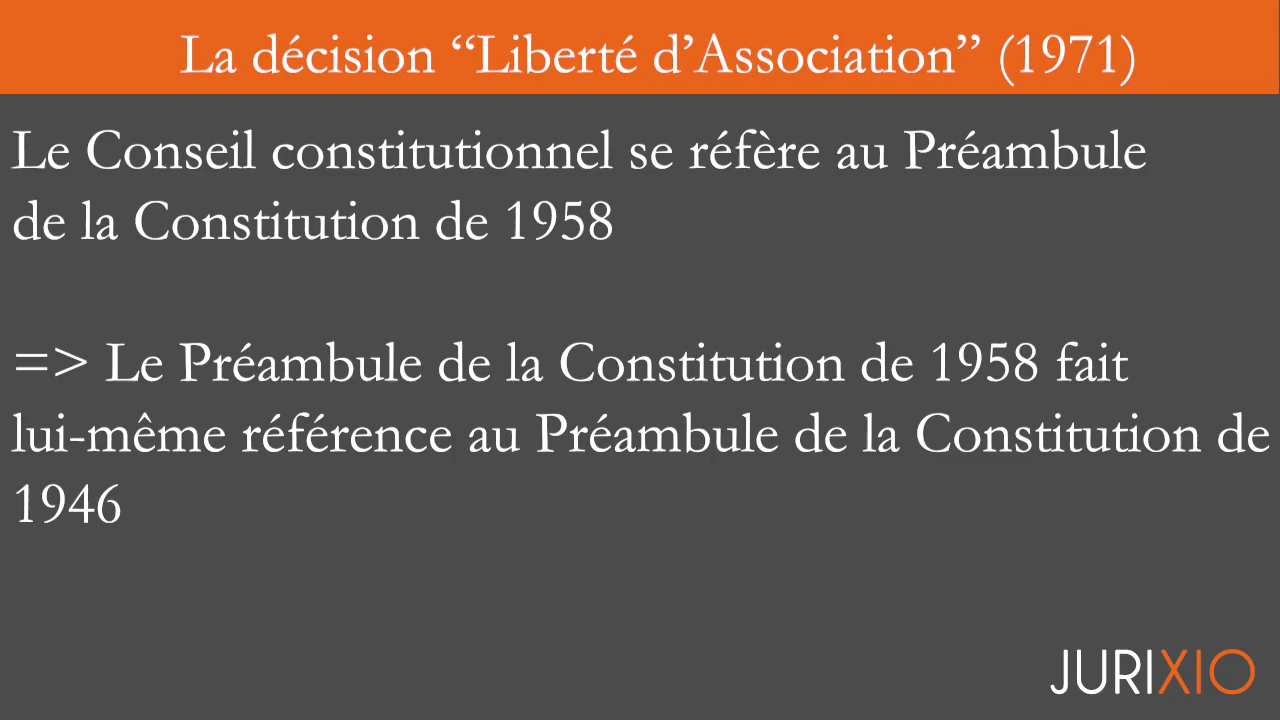 La décision “Liberté d’Association” (1971)
Le Conseil constitutionnel se réfère au Préambule
de la Constitution de 1958
=> Le Préambule de la Constitution de 1958 fait
lui-même référence au Préambule de la Constitution de
1946
JURIXIO